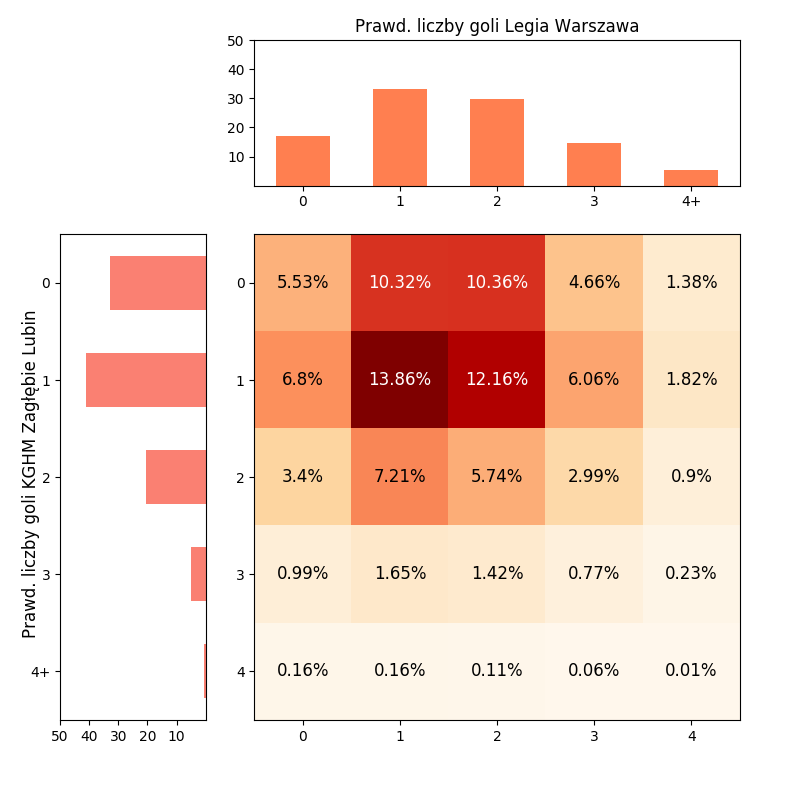 Prawd. liczby goli Legia Warszawa
50
40
30
20
10
0 1 2 3 4+
Prawd. liczby goli KGHM Zagłębie Lubin
0
1
2
3
4+
50 40 30 20 10
0 5.53% 10.32% 10.36% 4.66% 1.38%
1 6.8% 13.86% 12.16% 6.06% 1.82%
2 3.4% 7.21% 5.74% 2.99% 0.9%
3 0.99% 1.65% 1.42% 0.77% 0.23%
4 0.16% 0.16% 0.11% 0.06% 0.01%
0 1 2 3 4